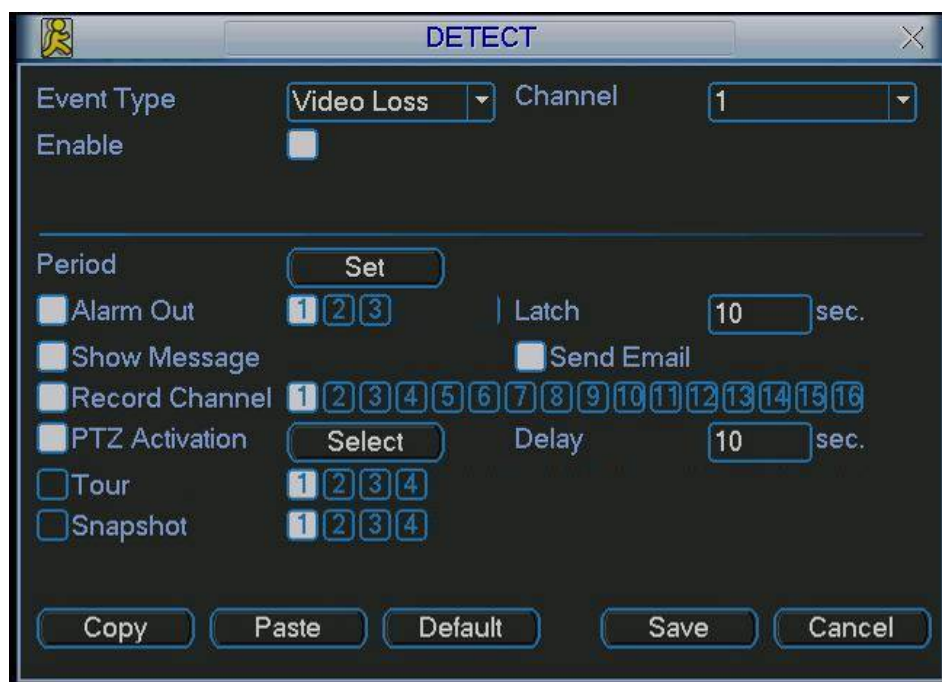 DETECT
Event Type Video Loss Channel 1
Enable
Period Set
Alarm Out 1 2 3 Latch 10 sec.
Show Message Send Email
Record Channel 1 2 3 4 5 6 7 8 9 10 11 12 13 14 15 16
PTZ Activation Select Delay 10 sec.
Tour 1 2 3 4
Snapshot 1 2 3 4
Copy Paste Default Save Cancel